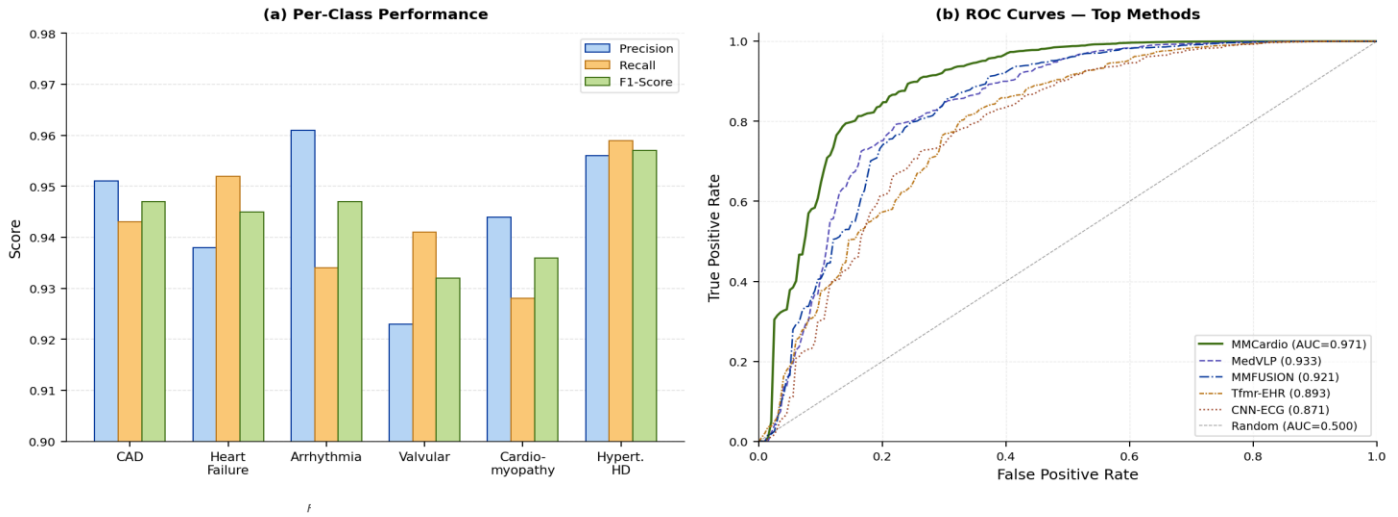 (a) Per-Class Performance
Score
0.98
0.97
0.96
0.95
0.94
0.93
0.92
0.91
0.90
Precision
Recall
F1-Score
CAD
Heart
Failure
Arrhythmia
Valvular
Cardio-
myopathy
Hypert.
HD
(b) ROC Curves — Top Methods
True Positive Rate
1.0
0.8
0.6
0.4
0.2
0.0
MMCardio (AUC=0.971)
MedVLP (0.933)
MMFUSION (0.921)
Tfmr-EHR (0.893)
CNN-ECG (0.871)
Random (AUC=0.500)
0.0
0.2
0.4
0.6
0.8
1.0
False Positive Rate